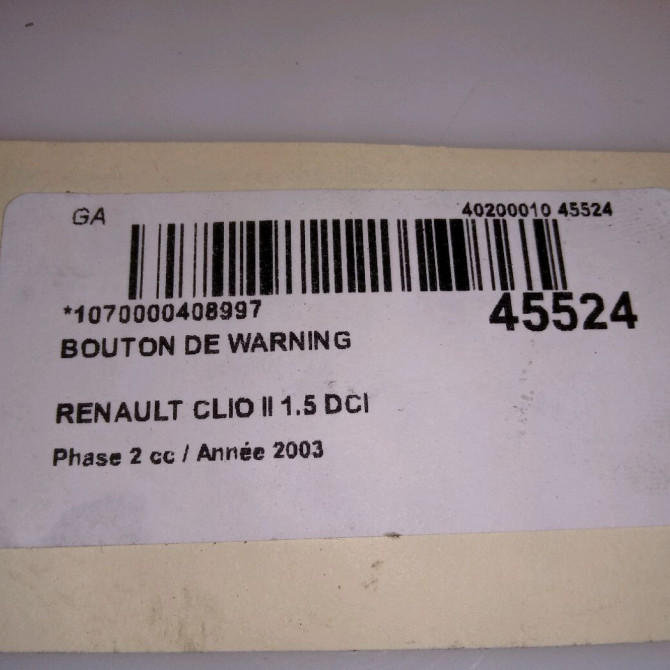 GA
40200010 45524
*1070000408997
45524
BOUTON DE WARNING
RENAULT CLIO II 1.5 DCI
Phase 2 cc / Année 2003